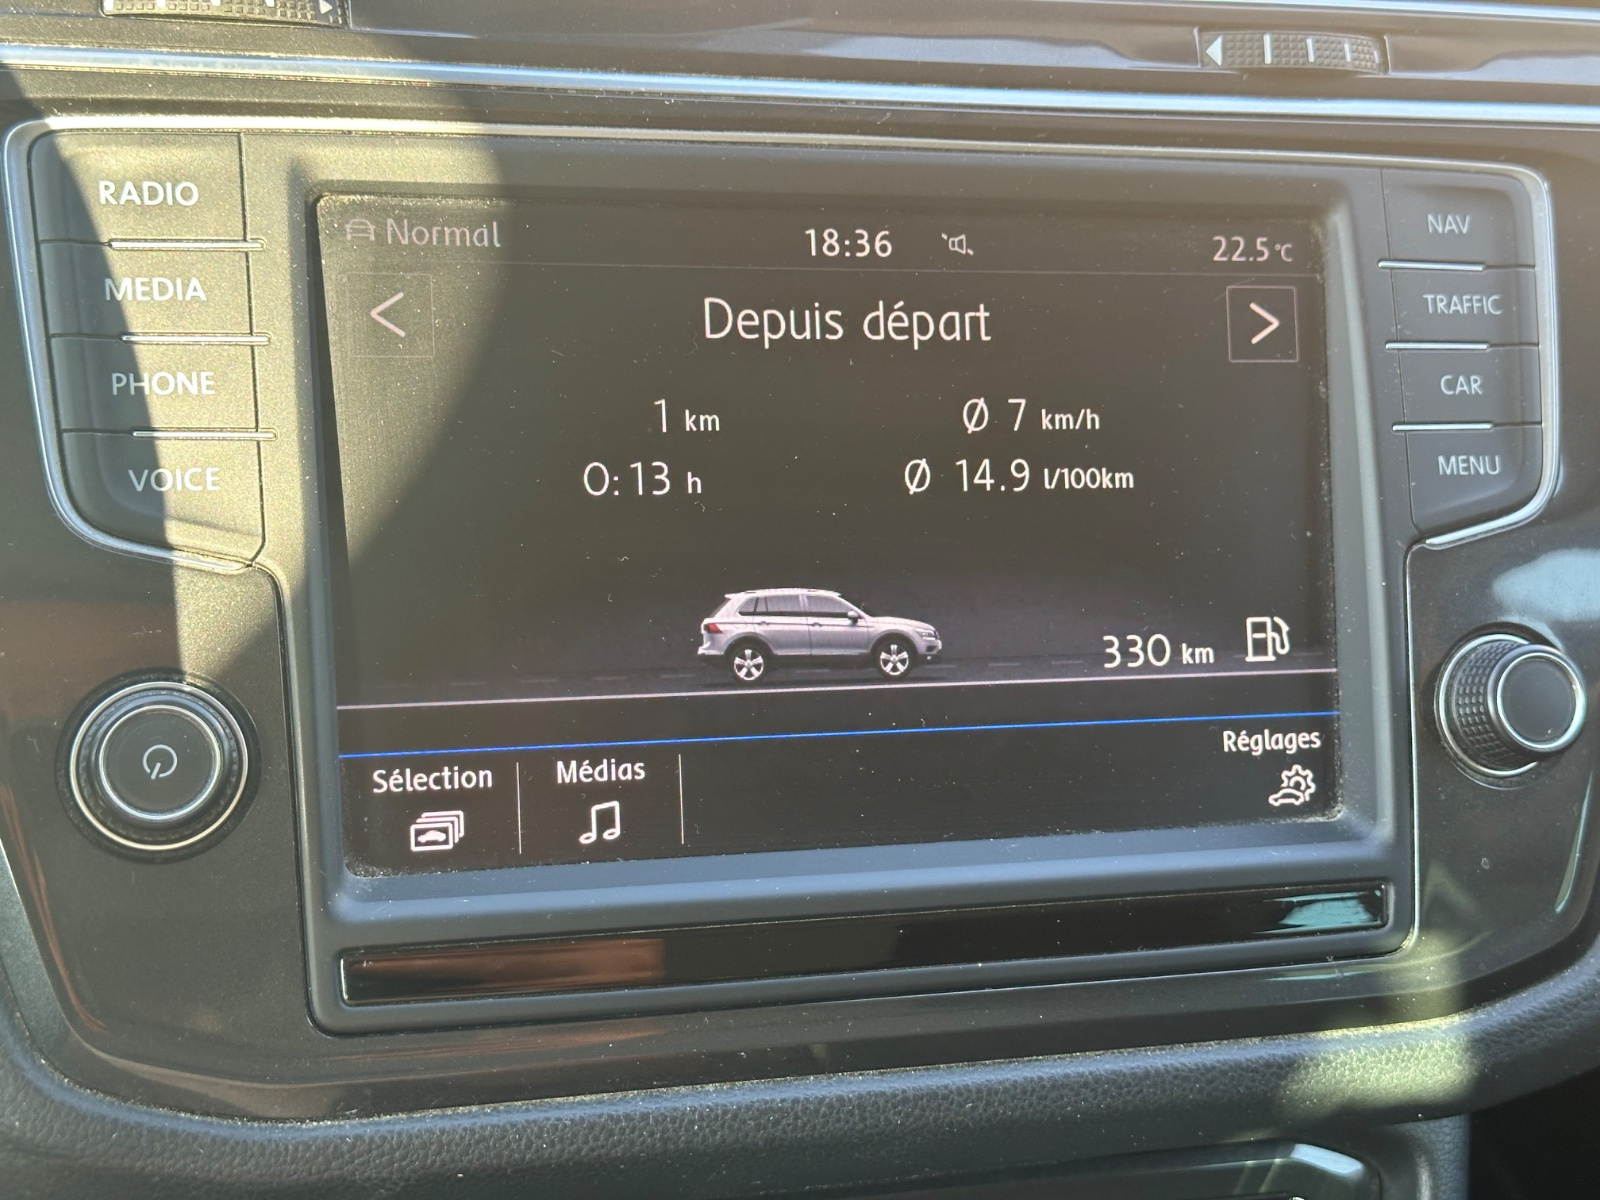 RADIO
MEDIA
PHONE
VOICE
Normal
18:36
22.5°C
Depuis départ
1 km
Ø 7 km/h
0:13 h
Ø 14.9 l/100km
330 km
Sélection
Médias
Réglages
NAV
TRAFFIC
CAR
MENU